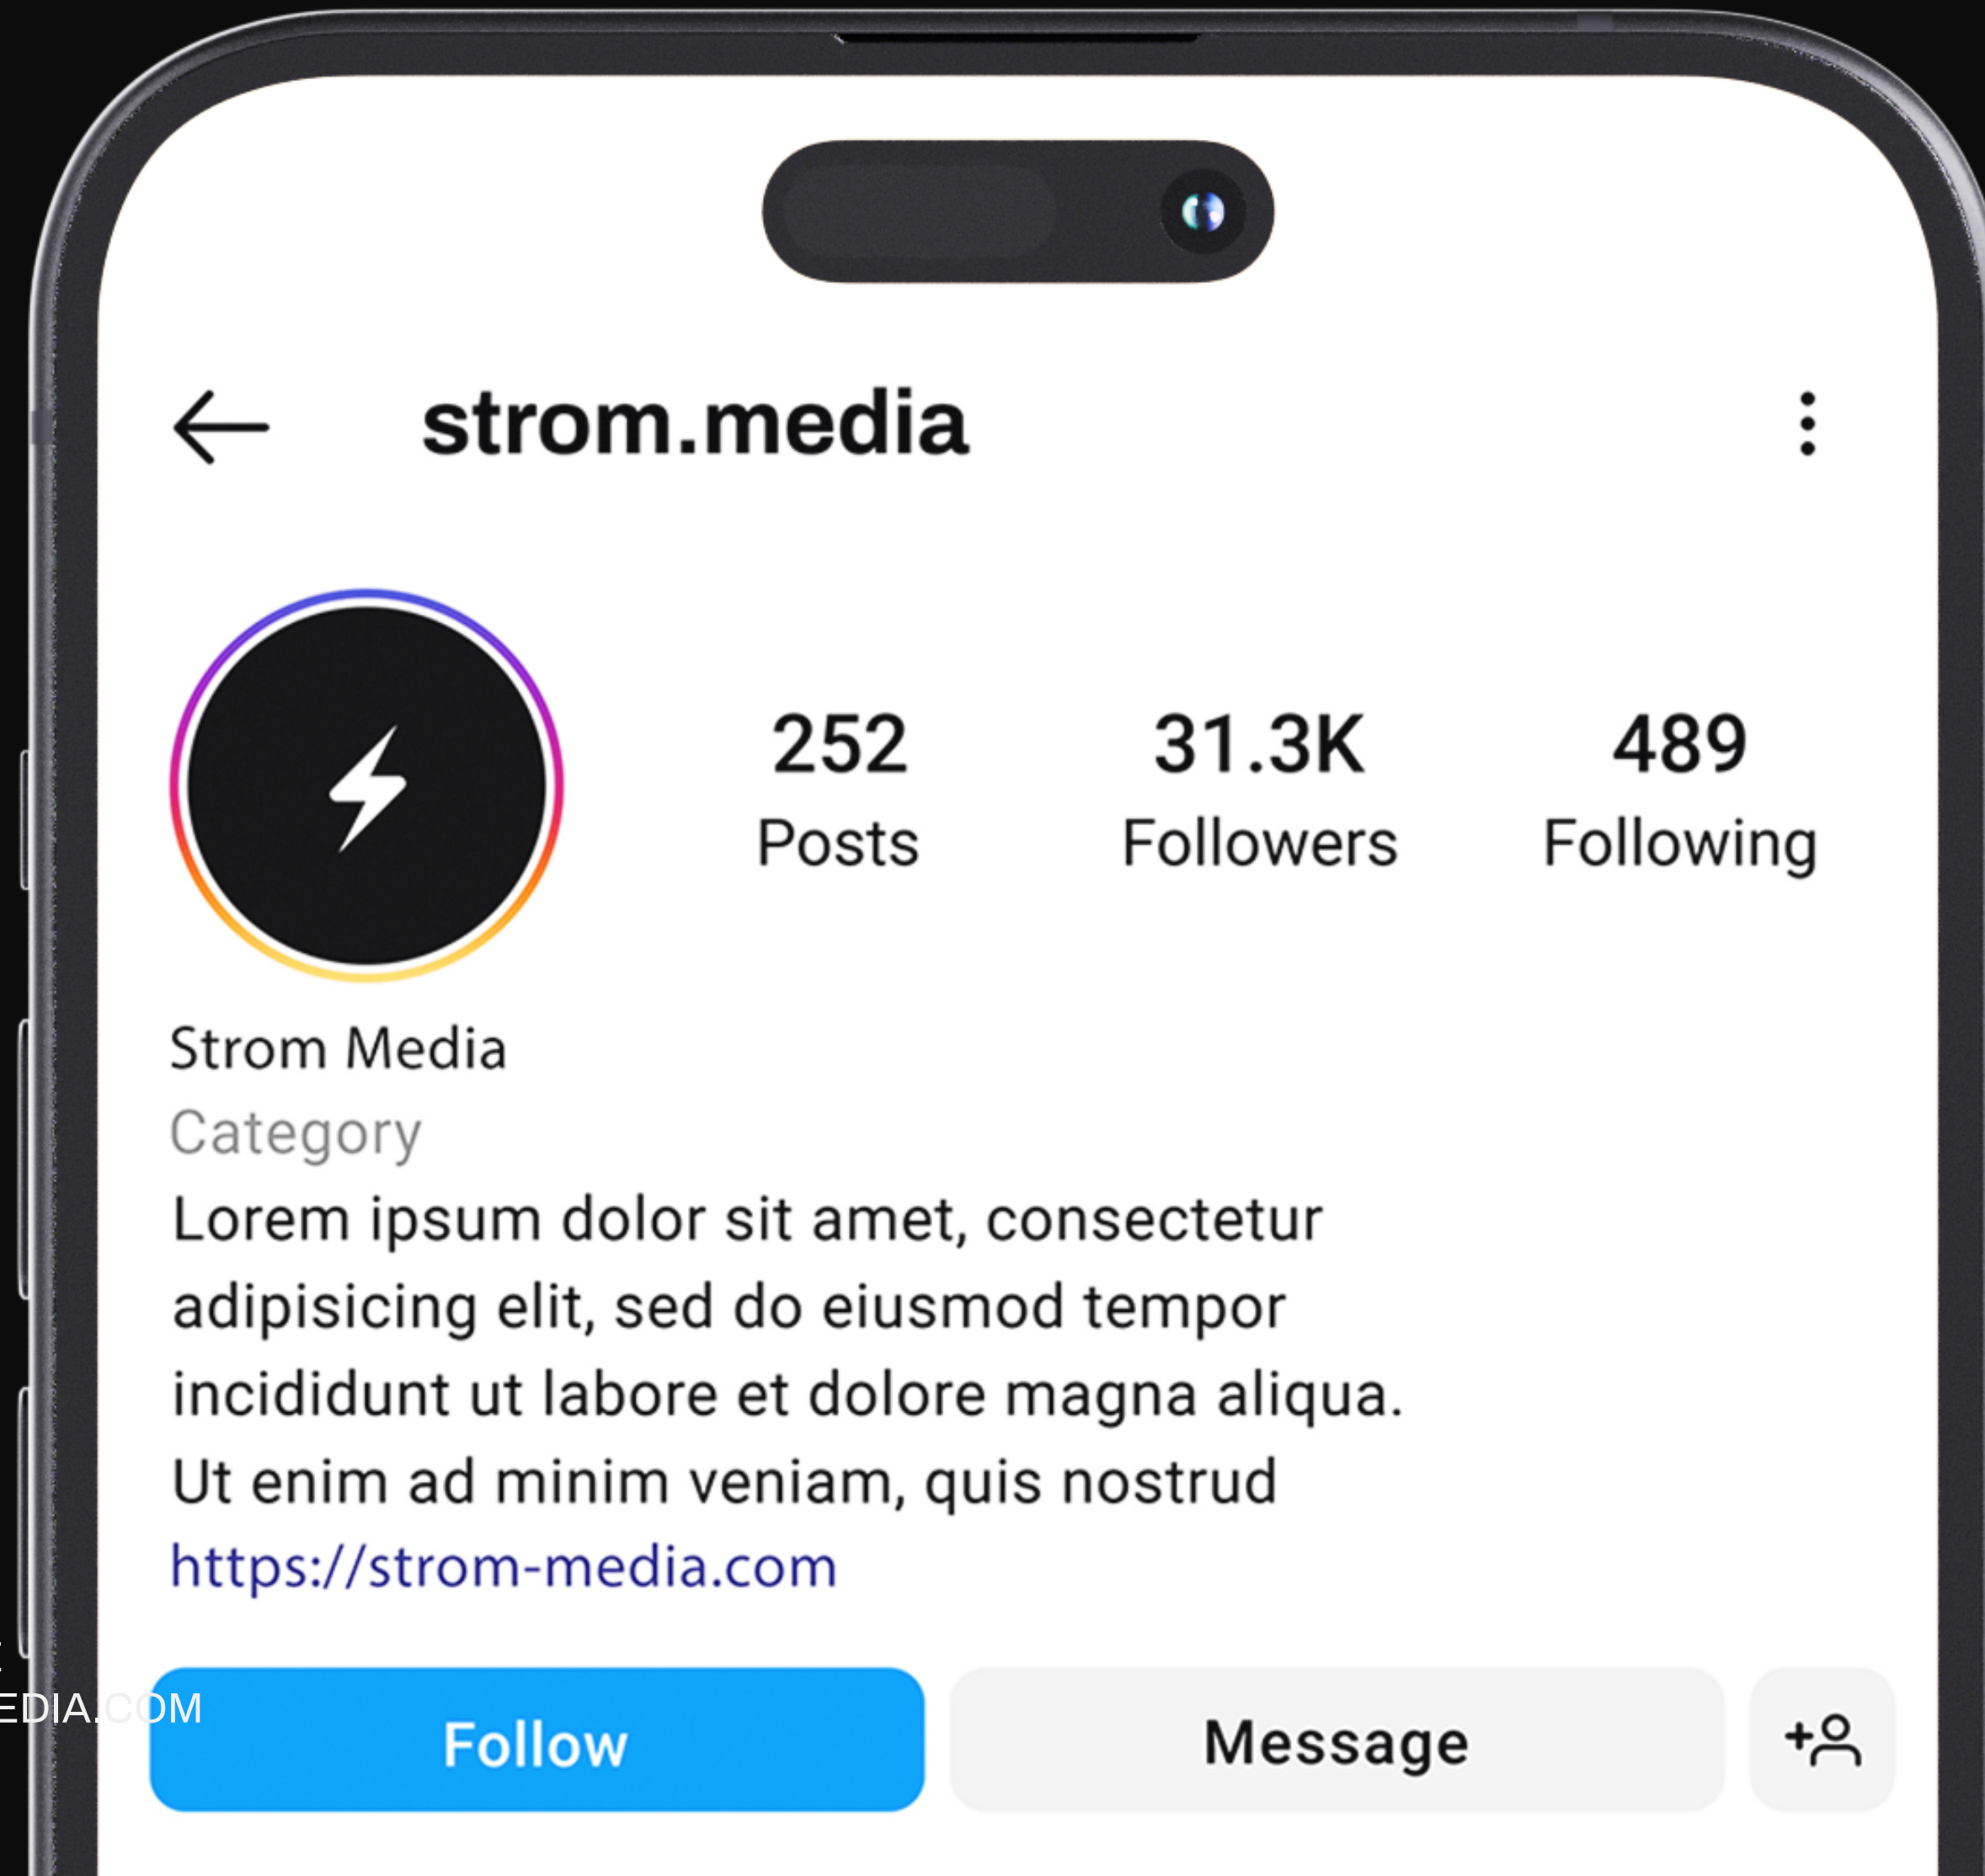 strom.media
252
Posts
31.3K
Followers
489
Following
Strom Media
Category
Lorem ipsum dolor sit amet, consectetur
adipisicing elit, sed do eiusmod tempor
incididunt ut labore et dolore magna aliqua.
Ut enim ad minim veniam, quis nostrud
https://strom-media.com
EDIA.COM
Follow
Message